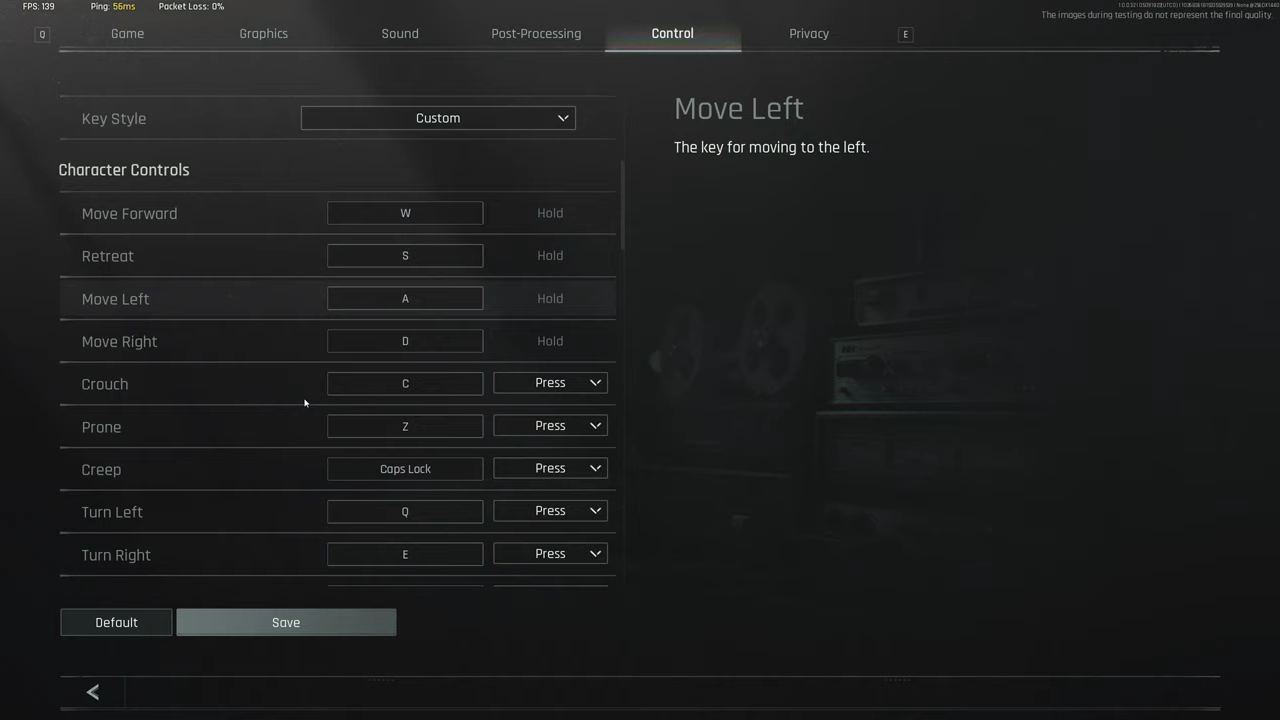 FPS: 139 Ping: 56ms Packet Loss: 0%
The images during testing do not represent the final quality
Q Game Graphics Sound Post-Processing Control Privacy E
Key Style Custom
Character Controls
Move Forward W Hold
Retreat S Hold
Move Left A Hold
Move Right D Hold
Crouch C Press
Prone Z Press
Creep Caps Lock Press
Turn Left Q Press
Turn Right E Press
Default Save
Move Left
The key for moving to the left.